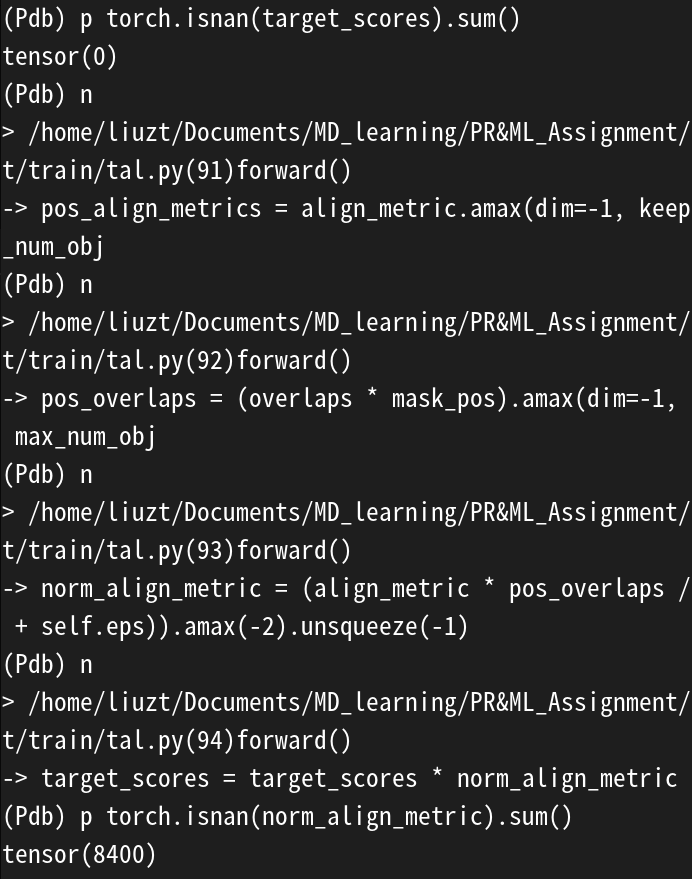 (Pdb) p torch.isnan(target_scores).sum()
tensor(0)
(Pdb) n
> /home/liuzt/Documents/MD_learning/PR&ML_Assignment/
t/train/tal.py(91)forward()
-> pos_align_metrics = align_metric.amax(dim=-1, keep
_num_obj
(Pdb) n
> /home/liuzt/Documents/MD_learning/PR&ML_Assignment/
t/train/tal.py(92)forward()
-> pos_overlaps = (overlaps * mask_pos).amax(dim=-1,
 max_num_obj
(Pdb) n
> /home/liuzt/Documents/MD_learning/PR&ML_Assignment/
t/train/tal.py(93)forward()
-> norm_align_metric = (align_metric * pos_overlaps /
 + self.eps)).amax(-2).unsqueeze(-1)
(Pdb) n
> /home/liuzt/Documents/MD_learning/PR&ML_Assignment/
t/train/tal.py(94)forward()
-> target_scores = target_scores * norm_align_metric
(Pdb) p torch.isnan(norm_align_metric).sum()
tensor(8400)